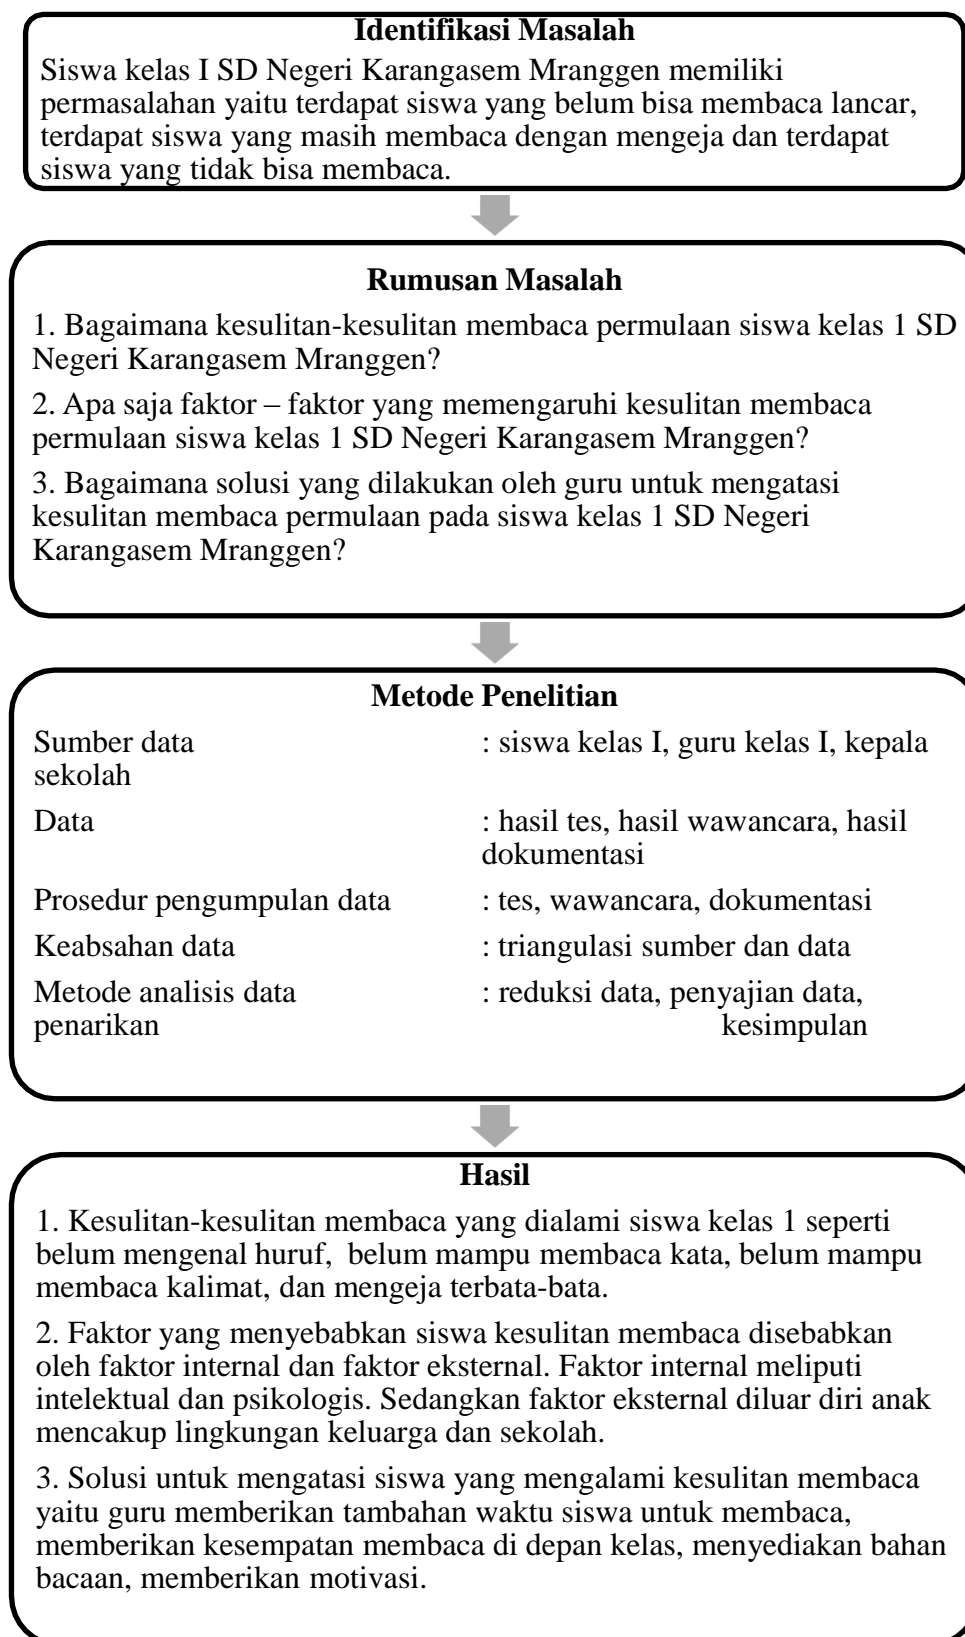 Identifikasi Masalah
Siswa kelas I SD Negeri Karangasem Mranggen memiliki
permasalahan yaitu terdapat siswa yang belum bisa membaca lancar,
terdapat siswa yang masih membaca dengan mengeja dan terdapat
siswa yang tidak bisa membaca.
Rumusan Masalah
1. Bagaimana kesulitan-kesulitan membaca permulaan siswa kelas 1 SD
Negeri Karangasem Mranggen?
2. Apa saja faktor – faktor yang memengaruhi kesulitan membaca
permulaan siswa kelas 1 SD Negeri Karangasem Mranggen?
3. Bagaimana solusi yang dilakukan oleh guru untuk mengatasi
kesulitan membaca permulaan pada siswa kelas 1 SD Negeri
Karangasem Mranggen?
Metode Penelitian
Sumber data : siswa kelas I, guru kelas I, kepala
sekolah
Data : hasil tes, hasil wawancara, hasil
dokumentasi
Prosedur pengumpulan data : tes, wawancara, dokumentasi
Keabsahan data : triangulasi sumber dan data
Metode analisis data : reduksi data, penyajian data,
penarikan kesimpulan
Hasil
1. Kesulitan-kesulitan membaca yang dialami siswa kelas 1 seperti
belum mengenal huruf, belum mampu membaca kata, belum mampu
membaca kalimat, dan mengeja terbata-bata.
2. Faktor yang menyebabkan siswa kesulitan membaca disebabkan
oleh faktor internal dan faktor eksternal. Faktor internal meliputi
intelektual dan psikologis. Sedangkan faktor eksternal diluar diri anak
mencakup lingkungan keluarga dan sekolah.
3. Solusi untuk mengatasi siswa yang mengalami kesulitan membaca
yaitu guru memberikan tambahan waktu siswa untuk membaca,
memberikan kesempatan membaca di depan kelas, menyediakan bahan
bacaan, memberikan motivasi.